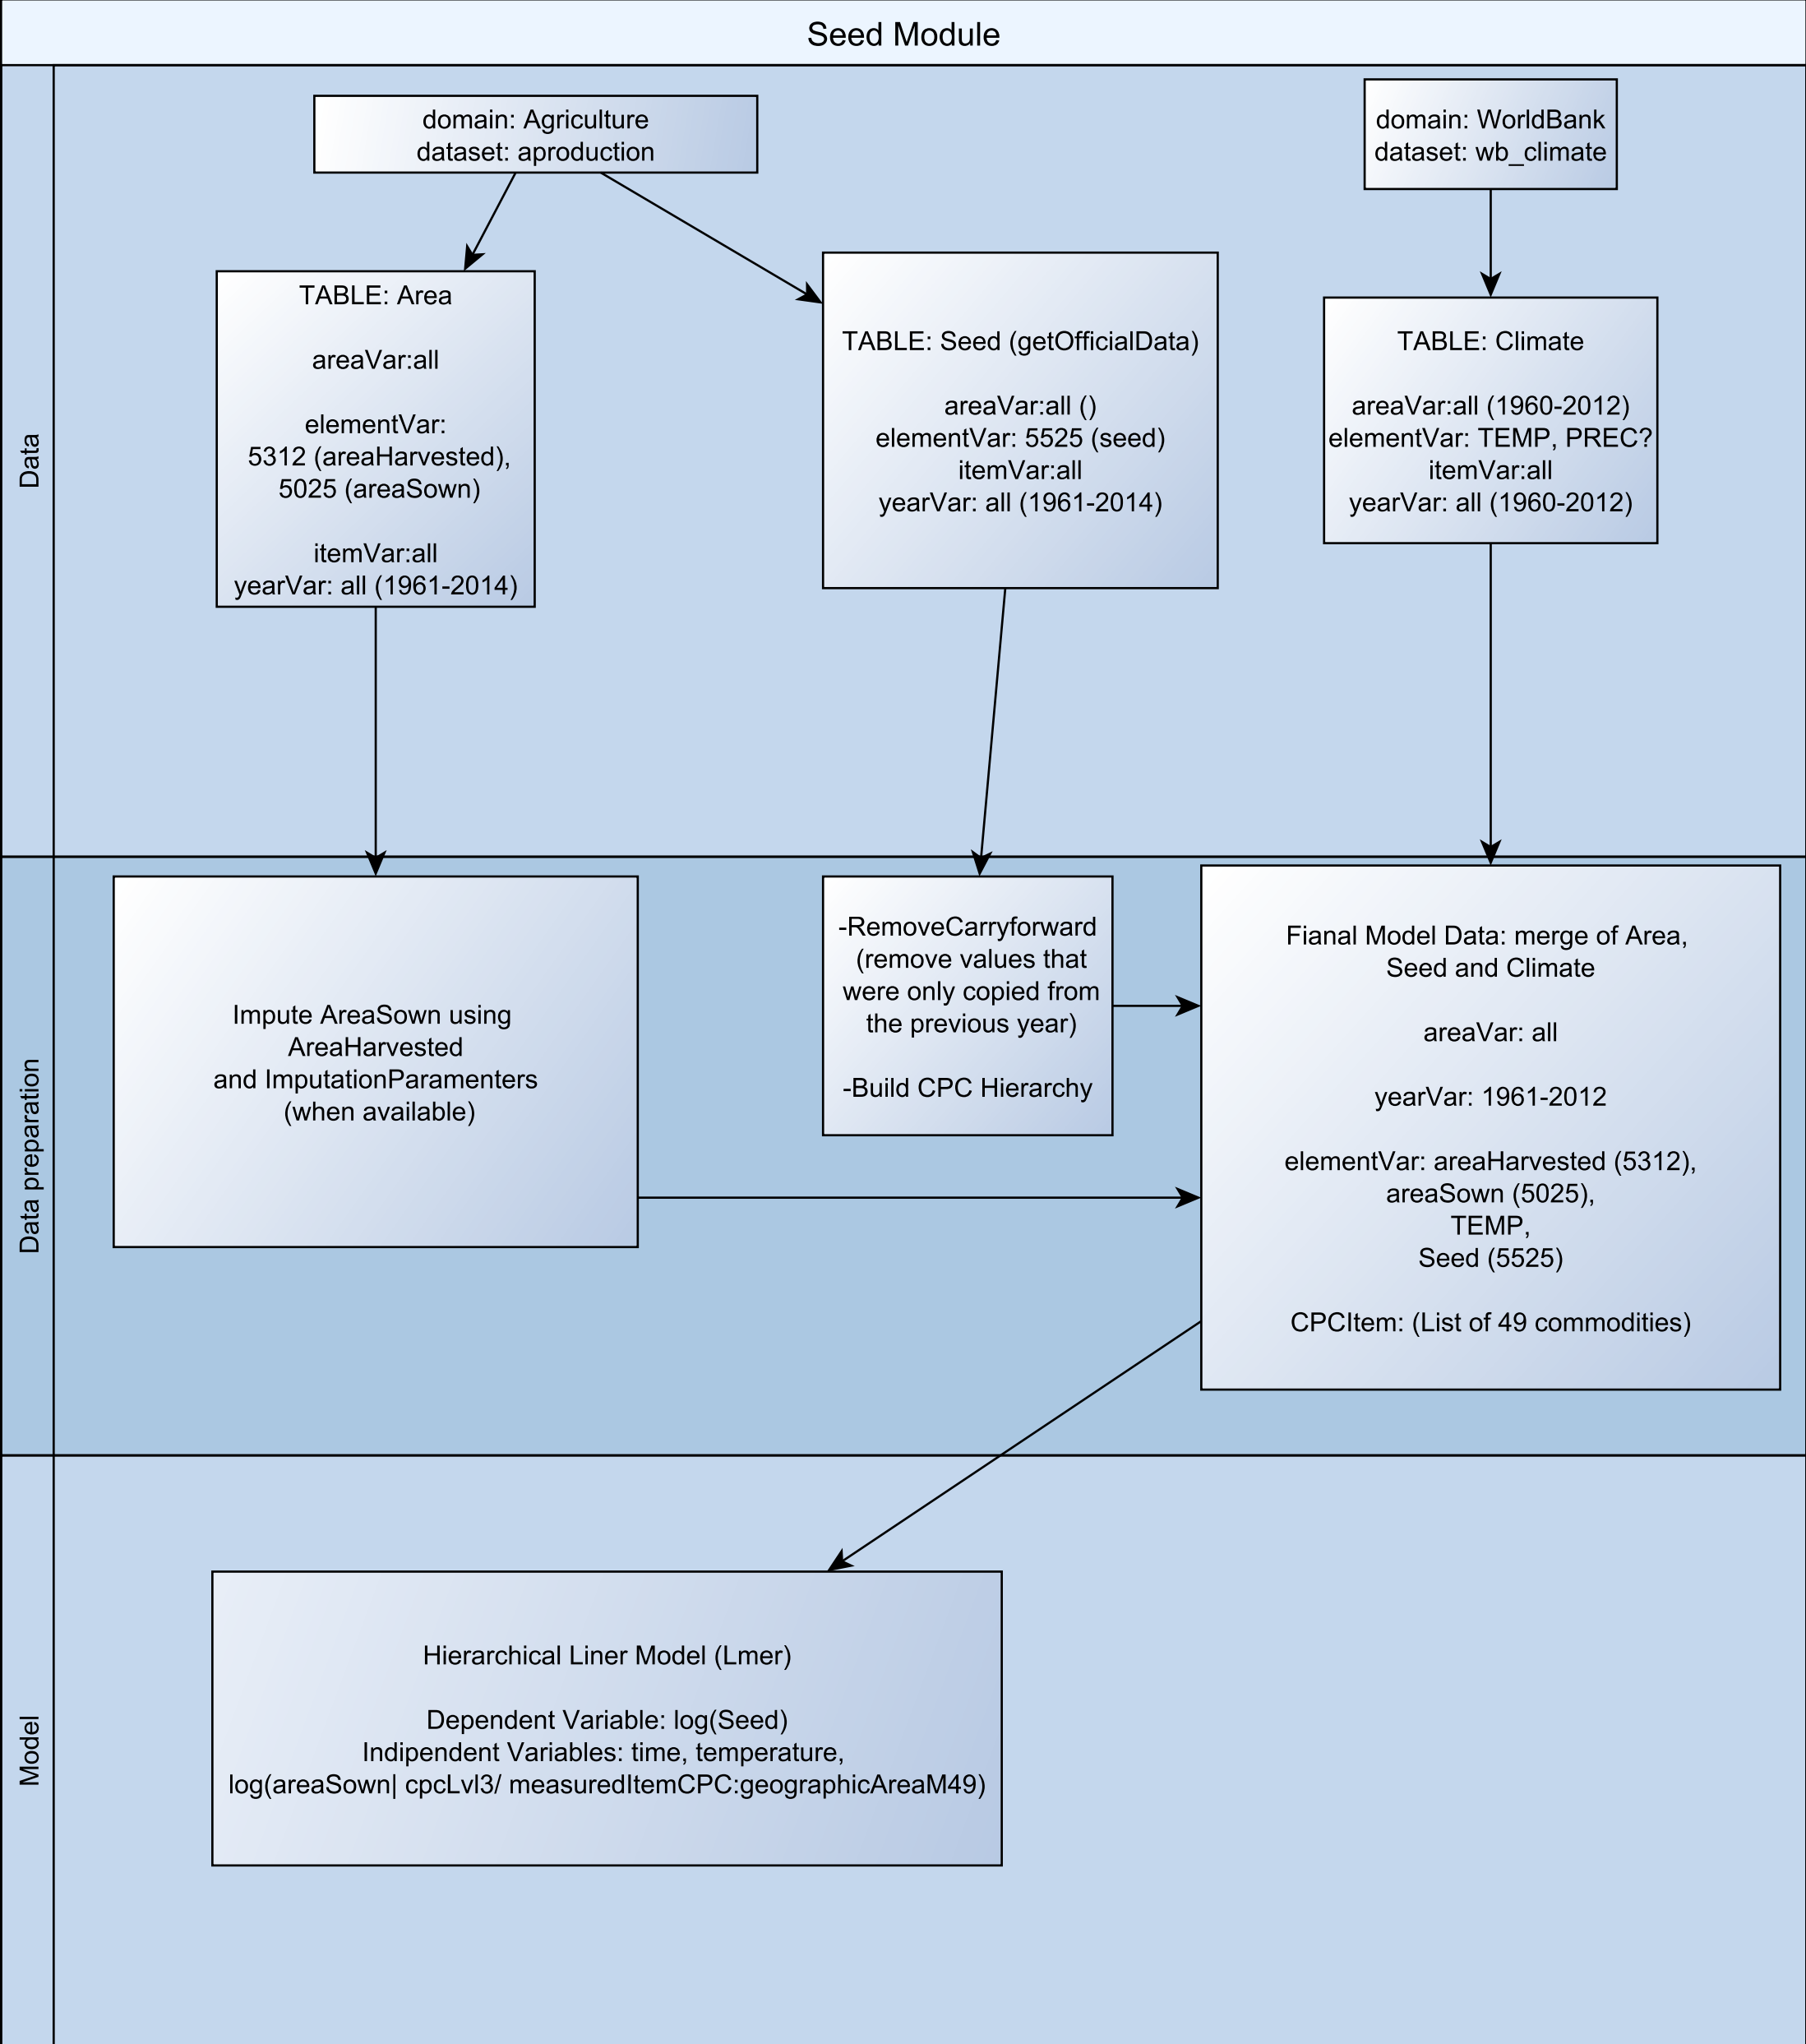 Seed Module
Data
domain: Agriculture
dataset: aproduction
domain: WorldBank
dataset: wb_climate
TABLE: Area
areaVar:all
elementVar:
5312 (areaHarvested),
5025 (areaSown)
itemVar:all
yearVar: all (1961-2014)
TABLE: Seed (getOfficialData)
areaVar:all ()
elementVar: 5525 (seed)
itemVar:all
yearVar: all (1961-2014)
TABLE: Climate
areaVar:all (1960-2012)
elementVar: TEMP, PREC?
itemVar:all
yearVar: all (1960-2012)
Data preparation
Impute AreaSown using
AreaHarvested
and ImputationParamenters
(when available)
-RemoveCarryforward
(remove values that
were only copied from
the previous year)
-Build CPC Hierarchy
Fianal Model Data: merge of Area,
Seed and Climate
areaVar: all
yearVar: 1961-2012
elementVar: areaHarvested (5312),
areaSown (5025),
TEMP,
Seed (5525)
CPCItem: (List of 49 commodities)
Model
Hierarchical Liner Model (Lmer)
Dependent Variable: log(Seed)
Indipendent Variables: time, temperature,
log(areaSown| cpcLvl3/ measuredItemCPC:geographicAreaM49)